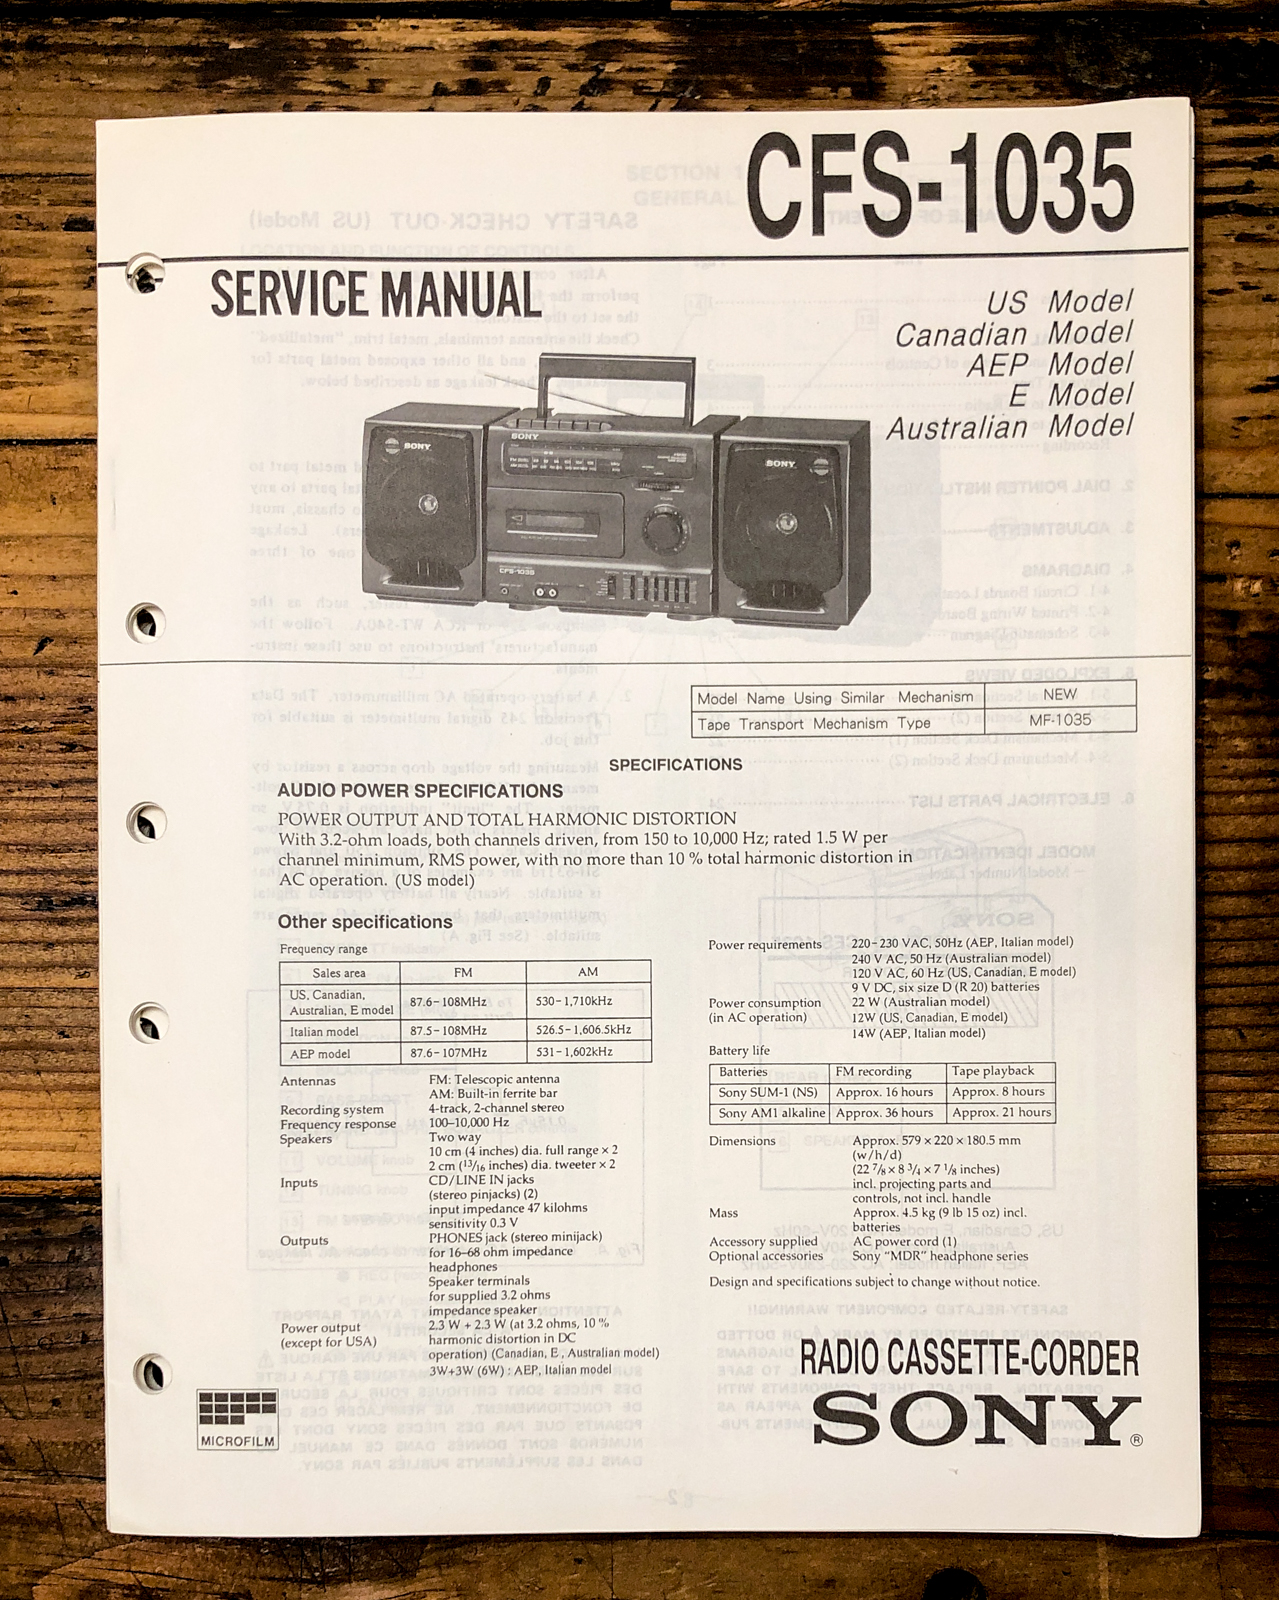 CFS-1035
SERVICE MANUAL
US Model
Canadian Model
AEP Model
E Model
Australian Model
SONY
SONY
SONY
CFS-1035
Model Name Using Similar Mechanism NEW
Tape Transport Mechanism Type MF-1035
SPECIFICATIONS
AUDIO POWER SPECIFICATIONS
POWER OUTPUT AND TOTAL HARMONIC DISTORTION
With 3.2-ohm loads, both channels driven, from 150 to 10,000 Hz; rated 1.5 W per
channel minimum, RMS power, with no more than 10 % total harmonic distortion in
AC operation. (US model)
Other specifications
Frequency range
Sales area FM AM
US, Canadian,
Australian, E model 87.6–108MHz 530–1,710kHz
Italian model 87.5–108MHz 526.5–1,606.5kHz
AEP model 87.6–107MHz 531–1,602kHz
Antennas FM: Telescopic antenna
AM: Built-in ferrite bar
Recording system 4-track, 2-channel stereo
Frequency response 100–10,000 Hz
Speakers Two way
10 cm (4 inches) dia. full range × 2
2 cm (13/16 inches) dia. tweeter × 2
Inputs CD/LINE IN jacks
(stereo pinjacks) (2)
input impedance 47 kilohms
sensitivity 0.3 V
Outputs PHONES jack (stereo minijack)
for 16–68 ohm impedance
headphones
Speaker terminals
for supplied 3.2 ohms
impedance speaker
Power output 2.3 W + 2.3 W (at 3.2 ohms, 10 %
(except for USA) harmonic distortion in DC
operation) (Canadian, E , Australian model)
3W+3W (6W) : AEP, Italian model
Power requirements 220–230 VAC, 50Hz (AEP, Italian model)
240 V AC, 50 Hz (Australian model)
120 V AC, 60 Hz (US, Canadian, E model)
9 V DC, six size D (R 20) batteries
Power consumption 22 W (Australian model)
(in AC operation) 12W (US, Canadian, E model)
14W (AEP, Italian model)
Battery life
Batteries FM recording Tape playback
Sony SUM-1 (NS) Approx. 16 hours Approx. 8 hours
Sony AM1 alkaline Approx. 36 hours Approx. 21 hours
Dimensions Approx. 579 × 220 × 180.5 mm
(w/h/d)
(22 7/8 × 8 3/4 × 7 1/8 inches)
incl. projecting parts and
controls, not incl. handle
Mass Approx. 4.5 kg (9 lb 15 oz) incl.
batteries
Accessory supplied AC power cord (1)
Optional accessories Sony "MDR" headphone series
Design and specifications subject to change without notice.
MICROFILM
RADIO CASSETTE-CORDER
SONY®